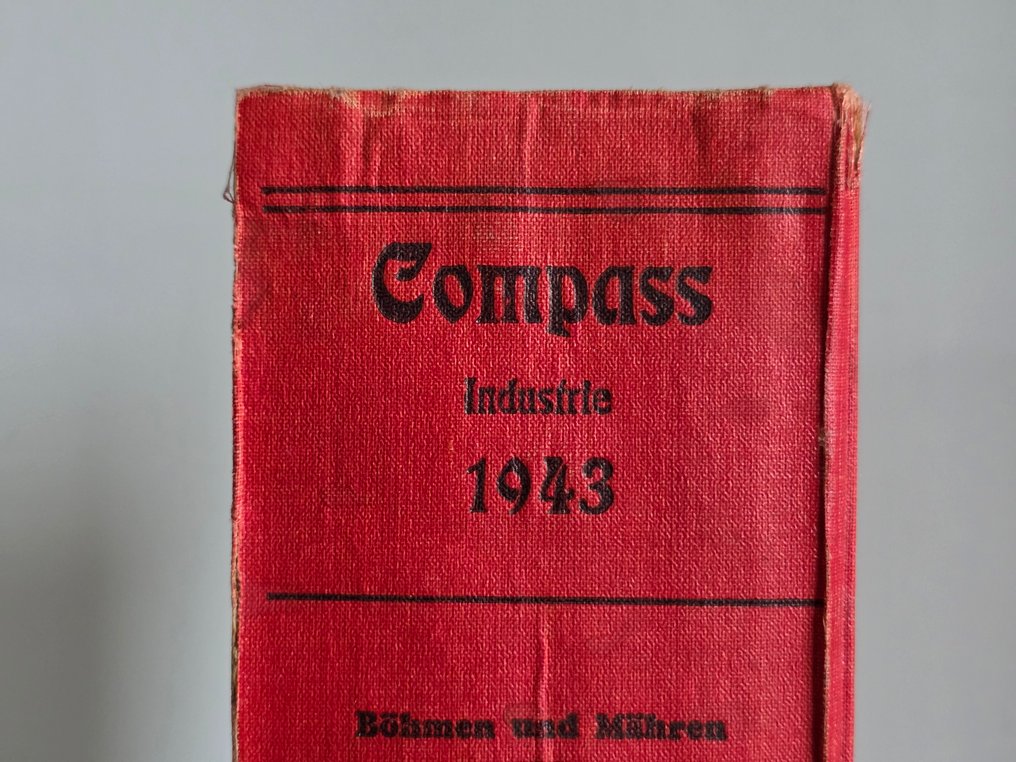 Compass
Industrie
1943
Böhmen und Mähren